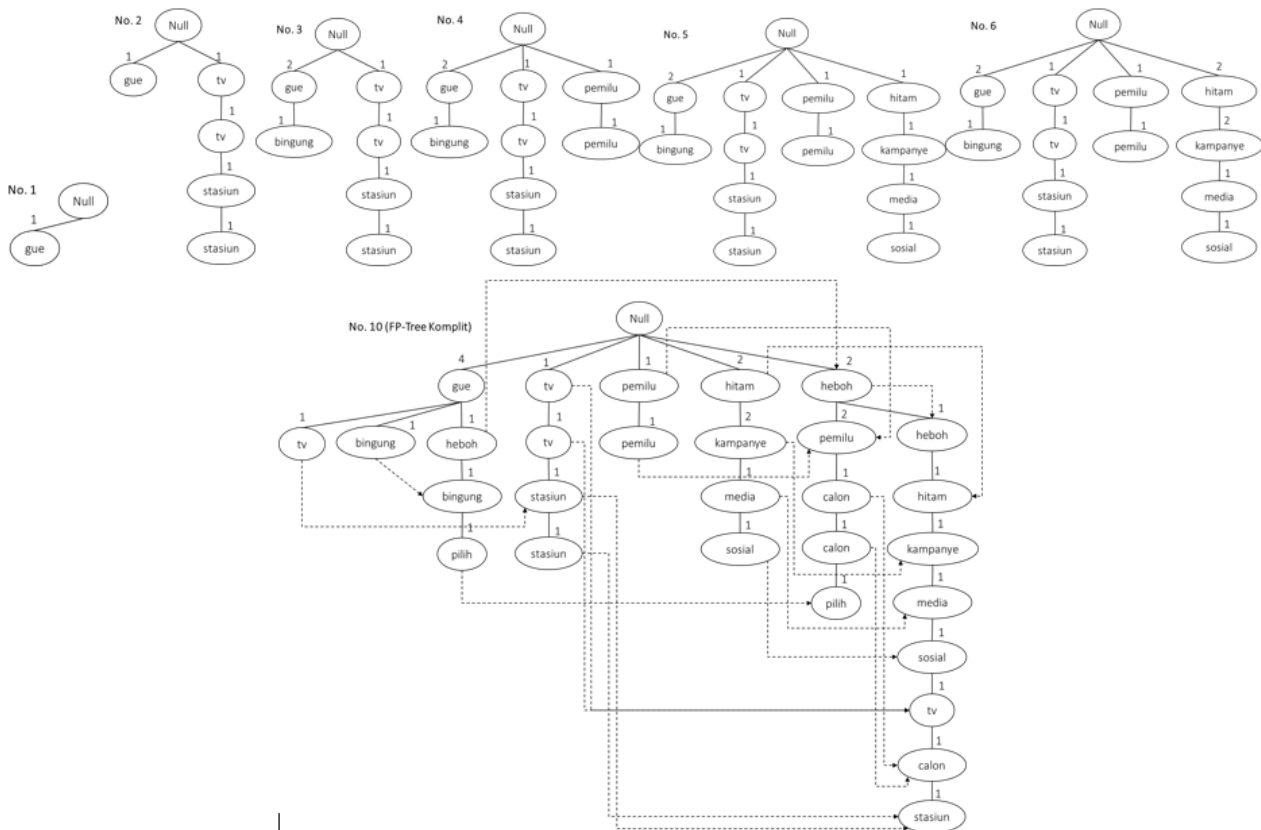 No. 1
1
Null
gue
No. 2
Null
1 1
gue tv
1
tv
1
stasiun
1
stasiun
No. 3
Null
2 1
gue tv
1 1
bingung tv
1
stasiun
1
stasiun
No. 4
Null
2 1 1
gue tv pemilu
1 1 1
bingung tv pemilu
1
stasiun
1
stasiun
No. 5
Null
2 1 1 1
gue tv pemilu hitam
1 1 1 1
bingung tv pemilu kampanye
1 1
stasiun media
1 1
stasiun sosial
No. 6
Null
2 1 1 2
gue tv pemilu hitam
1 1 1 2
bingung tv pemilu kampanye
1 1
stasiun media
1 1
stasiun sosial
No. 10 (FP-Tree Komplit)
Null
4 1 1 2 2
gue tv pemilu hitam heboh
1 1 1 1 1 2 2 1
tv bingung heboh tv pemilu kampanye pemilu heboh
1 1 1 1 1
bingung stasiun media calon hitam
1 1 1 1 1
pilih stasiun sosial calon kampanye
1 1
pilih media
1
sosial
1
tv
1
calon
1
stasiun